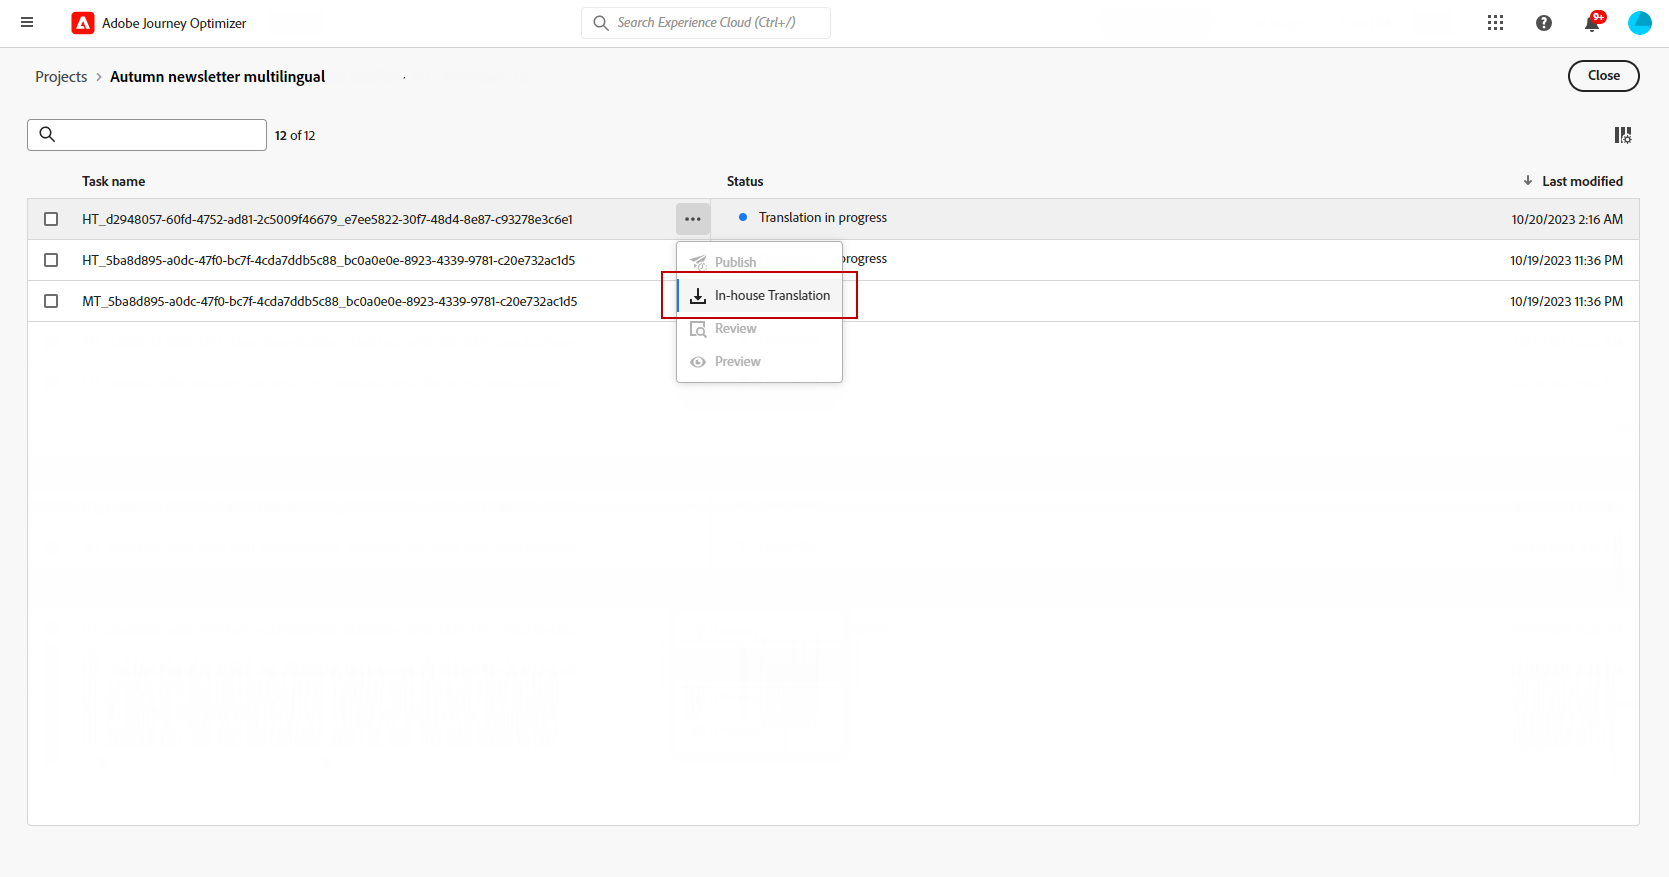 Adobe Journey Optimizer
Search Experience Cloud (Ctrl+/)
9+
Projects > Autumn newsletter multilingual
Close
12 of 12
Task name Status Last modified
HT_d2948057-60fd-4752-ad81-2c5009f46679_e7ee5822-30f7-48d4-8e87-c93278e3c6e1 Translation in progress 10/20/2023 2:16 AM
HT_5ba8d895-a0dc-47f0-bc7f-4cda7ddb5c88_bc0a0e0e-8923-4339-9781-c20e732ac1d5 progress 10/19/2023 11:36 PM
MT_5ba8d895-a0dc-47f0-bc7f-4cda7ddb5c88_bc0a0e0e-8923-4339-9781-c20e732ac1d5 10/19/2023 11:36 PM
Publish
In-house Translation
Review
Preview